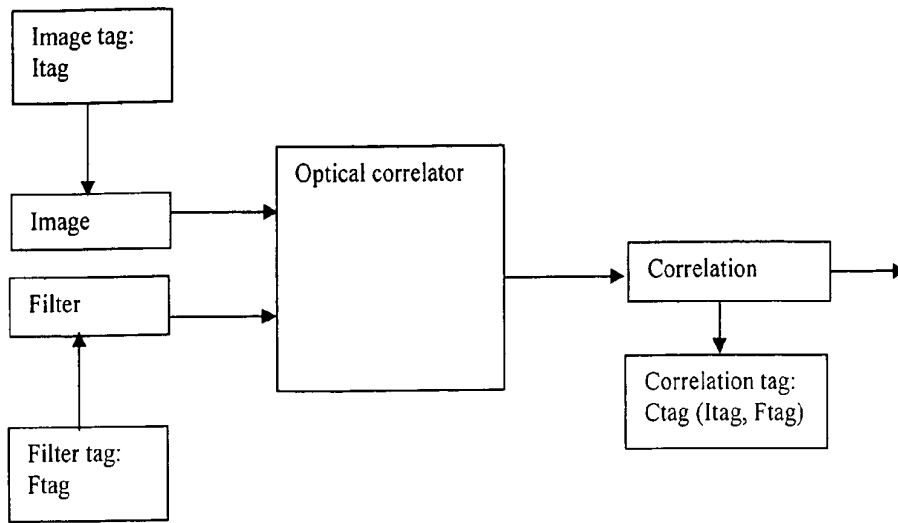 Image tag:
Itag
Image
Filter
Filter tag:
Ftag
Optical correlator
Correlation
Correlation tag:
Ctag (Itag, Ftag)